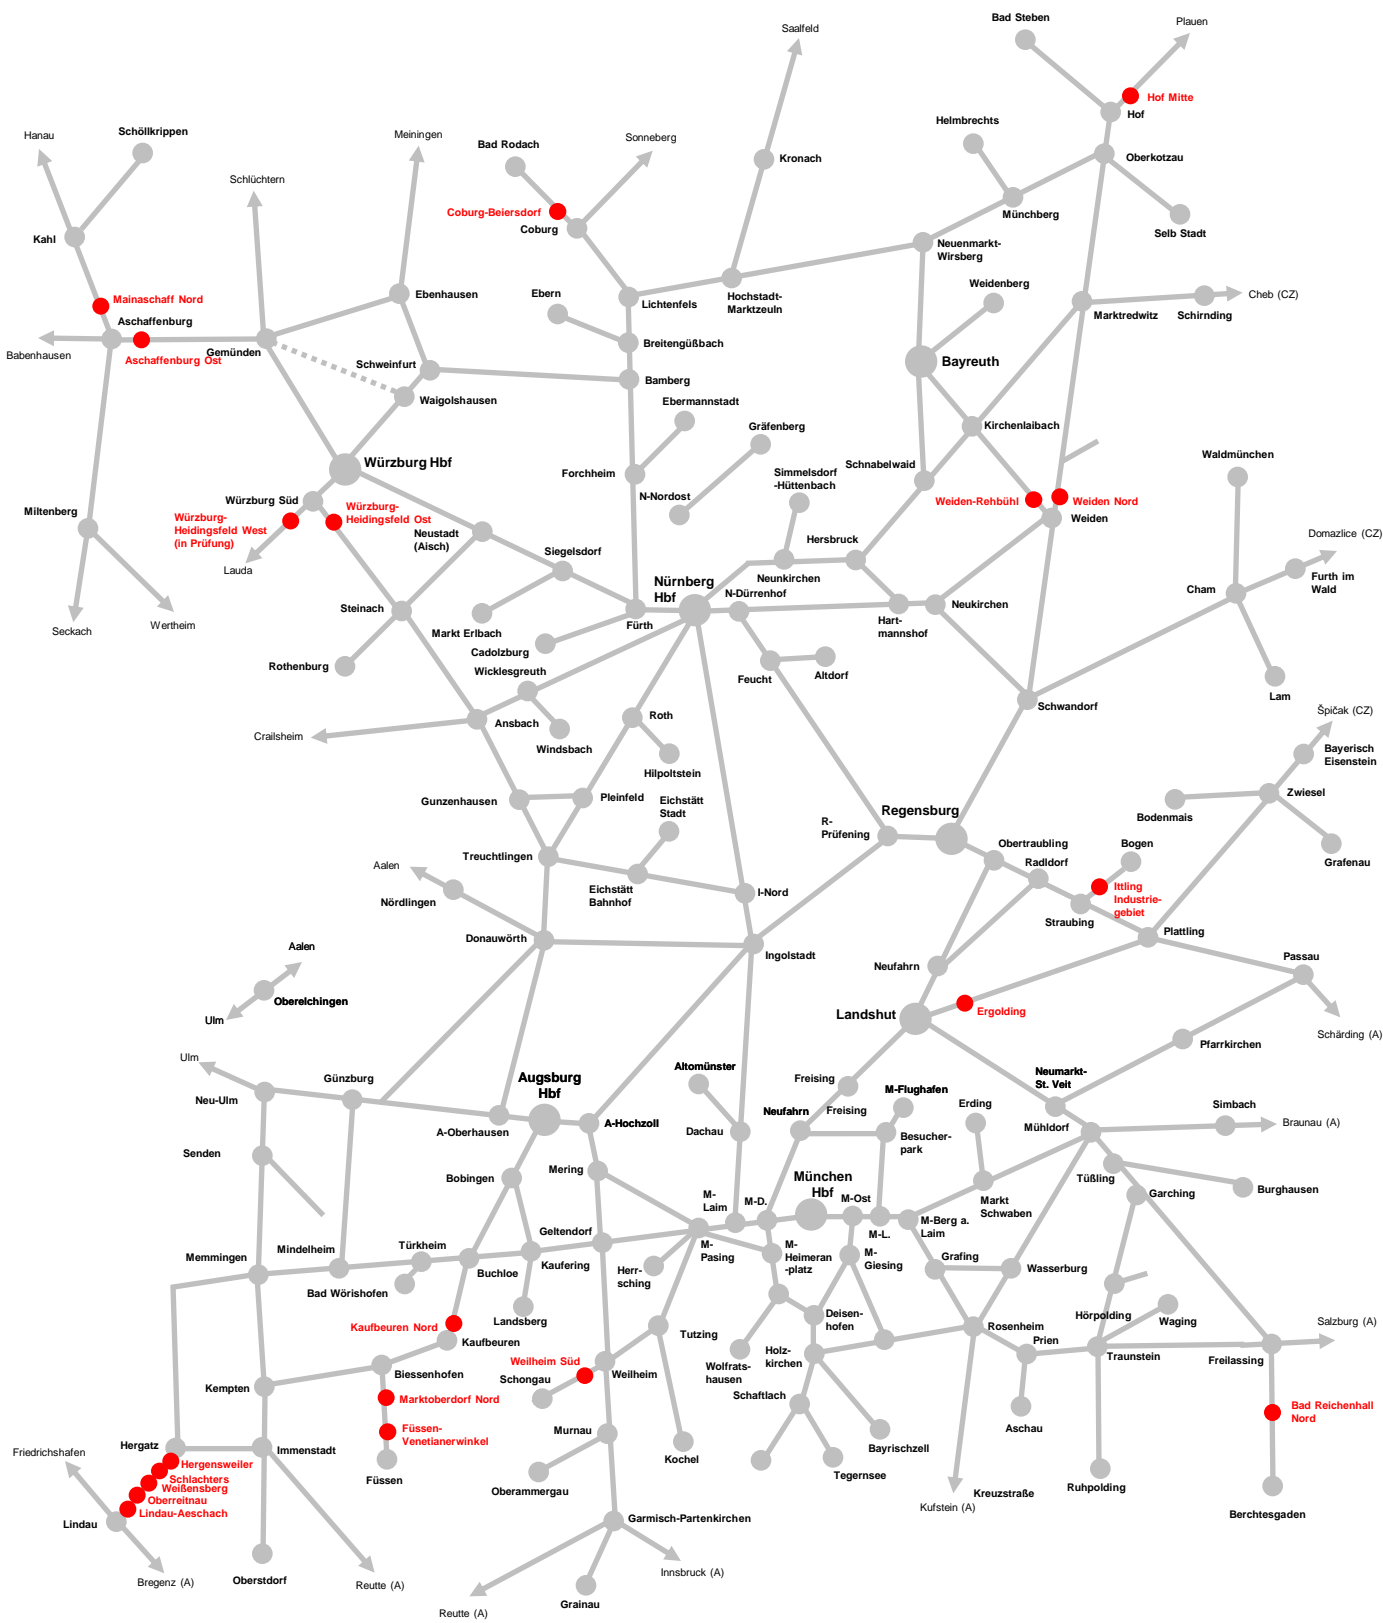 Bad Steben
Plauen
Saalfeld
Hof Mitte
Hof
Helmbrechts
Hanau
Schöllkrippen
Meiningen
Bad Rodach
Sonneberg
Kronach
Oberkotzau
Schlüchtern
Münchberg
Coburg-Beiersdorf
Coburg
Selb Stadt
Kahl
Neuenmarkt-
Wirsberg
Weidenberg
Ebenhausen
Ebern
Lichtenfels
Hochstadt-
Marktzeuln
Cheb (CZ)
Marktredwitz
Schirnding
Mainaschaff Nord
Aschaffenburg
Babenhausen
Aschaffenburg Ost
Gemünden
Breitengüßbach
Schweinfurt
Bayreuth
Bamberg
Waigolshausen
Ebermannstadt
Gräfenberg
Kirchenlaibach
Würzburg Hbf
Forchheim
Simmelsdorf
-Hüttenbach
Schnabelwaid
Waldmünchen
N-Nordost
Würzburg Süd
Weiden-Rehbühl
Weiden Nord
Weiden
Miltenberg
Würzburg-
Heidingsfeld West
(in Prüfung)
Würzburg-
Heidingsfeld Ost
Neustadt
(Aisch)
Lauda
Siegelsdorf
Hersbruck
Domazlice (CZ)
Neunkirchen
Furth im
Wald
Nürnberg
Hbf
N-Dürrenhof
Cham
Steinach
Seckach
Wertheim
Markt Erlbach
Fürth
Hart-
mannshof
Neukirchen
Cadolzburg
Rothenburg
Wicklesgreuth
Feucht
Altdorf
Lam
Schwandorf
Ansbach
Roth
Špičak (CZ)
Crailsheim
Windsbach
Bayerisch
Eisenstein
Hilpoltstein
Gunzenhausen
Pleinfeld
Eichstätt
Stadt
Zwiesel
Regensburg
R-
Prüfening
Bodenmais
Obertraubling
Bogen
Grafenau
Treuchtlingen
Aalen
Radldorf
Eichstätt
Bahnhof
I-Nord
Ittling
Industrie-
gebiet
Nördlingen
Straubing
Plattling
Donauwörth
Ingolstadt
Aalen
Neufahrn
Passau
Oberelchingen
Ulm
Landshut
Ergolding
Schärding (A)
Pfarrkirchen
Ulm
Altomünster
Freising
Neumarkt-
St. Veit
Günzburg
Augsburg
Hbf
M-Flughafen
Freising
Erding
Neu-Ulm
Simbach
A-Oberhausen
A-Hochzoll
Dachau
Neufahrn
Besucher-
park
Mühldorf
Braunau (A)
Senden
Mering
Bobingen
München
Hbf
Tüßling
Burghausen
M-
Laim
M-D.
M-Ost
Markt
Schwaben
Garching
M-L.
M-Berg a.
Laim
Geltendorf
Mindelheim
Türkheim
Memmingen
M-
Pasing
M-
Heimeran
-platz
M-
Giesing
Grafing
Wasserburg
Buchloe
Kaufering
Herr-
sching
Bad Wörishofen
Landsberg
Deisen-
hofen
Hörpolding
Waging
Kaufbeuren Nord
Kaufbeuren
Tutzing
Rosenheim
Prien
Salzburg (A)
Wolfrats-
hausen
Holz-
kirchen
Traunstein
Freilassing
Weilheim Süd
Weilheim
Biessenhofen
Schongau
Kempten
Schaftlach
Marktoberdorf Nord
Bad Reichenhall
Nord
Aschau
Füssen-
Venetianerwinkel
Murnau
Hergatz
Immenstadt
Kochel
Bayrischzell
Friedrichshafen
Hergensweiler
Schlachters
Weißensberg
Oberreitnau
Lindau-Aeschach
Füssen
Tegernsee
Oberammergau
Kreuzstraße
Ruhpolding
Kufstein (A)
Berchtesgaden
Lindau
Garmisch-Partenkirchen
Bregenz (A)
Oberstdorf
Reutte (A)
Innsbruck (A)
Grainau
Reutte (A)